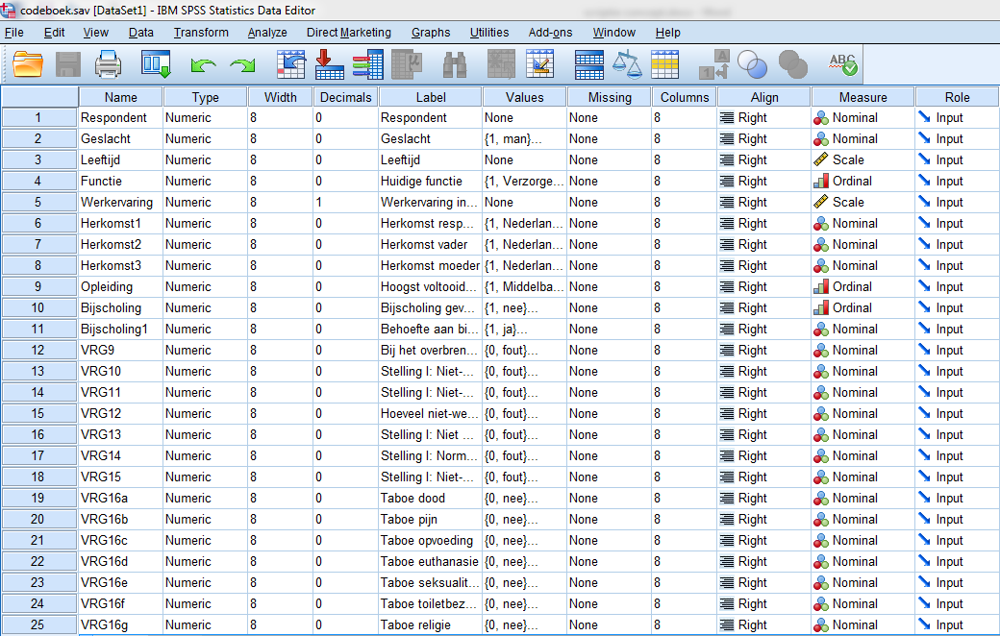 codeboek.sav [DataSet1] - IBM SPSS Statistics Data Editor
File Edit View Data Transform Analyze Direct Marketing Graphs Utilities Add-ons Window Help
Name Type Width Decimals Label Values Missing Columns Align Measure Role
1 Respondent Numeric 8 0 Respondent None None 8 Right Nominal Input
2 Geslacht Numeric 8 0 Geslacht {1, man}... None 8 Right Nominal Input
3 Leeftijd Numeric 8 0 Leeftijd None None 8 Right Scale Input
4 Functie Numeric 8 0 Huidige functie {1, Verzorge... None 8 Right Ordinal Input
5 Werkervaring Numeric 8 1 Werkervaring in... None None 8 Right Scale Input
6 Herkomst1 Numeric 8 0 Herkomst resp... {1, Nederlan... None 8 Right Nominal Input
7 Herkomst2 Numeric 8 0 Herkomst vader {1, Nederlan... None 8 Right Nominal Input
8 Herkomst3 Numeric 8 0 Herkomst moeder {1, Nederlan... None 8 Right Nominal Input
9 Opleiding Numeric 8 0 Hoogst voltooid... {1, Middelba... None 8 Right Ordinal Input
10 Bijscholing Numeric 8 0 Bijscholing gev... {1, nee}... None 8 Right Ordinal Input
11 Bijscholing1 Numeric 8 0 Behoefte aan bi... {1, ja}... None 8 Right Nominal Input
12 VRG9 Numeric 8 0 Bij het overbren... {0, fout}... None 8 Right Nominal Input
13 VRG10 Numeric 8 0 Stelling I: Niet-... {0, fout}... None 8 Right Nominal Input
14 VRG11 Numeric 8 0 Stelling I: Niet-... {0, fout}... None 8 Right Nominal Input
15 VRG12 Numeric 8 0 Hoeveel niet-we... {0, fout}... None 8 Right Nominal Input
16 VRG13 Numeric 8 0 Stelling I: Niet ... {0, fout}... None 8 Right Nominal Input
17 VRG14 Numeric 8 0 Stelling I: Norm... {0, fout}... None 8 Right Nominal Input
18 VRG15 Numeric 8 0 Stelling I: Niet-... {0, fout}... None 8 Right Nominal Input
19 VRG16a Numeric 8 0 Taboe dood {0, nee}... None 8 Right Nominal Input
20 VRG16b Numeric 8 0 Taboe pijn {0, nee}... None 8 Right Nominal Input
21 VRG16c Numeric 8 0 Taboe opvoeding {0, nee}... None 8 Right Nominal Input
22 VRG16d Numeric 8 0 Taboe euthanasie {0, nee}... None 8 Right Nominal Input
23 VRG16e Numeric 8 0 Taboe seksualit... {0, nee}... None 8 Right Nominal Input
24 VRG16f Numeric 8 0 Taboe toiletbez... {0, nee}... None 8 Right Nominal Input
25 VRG16g Numeric 8 0 Taboe religie {0, nee}... None 8 Right Nominal Input